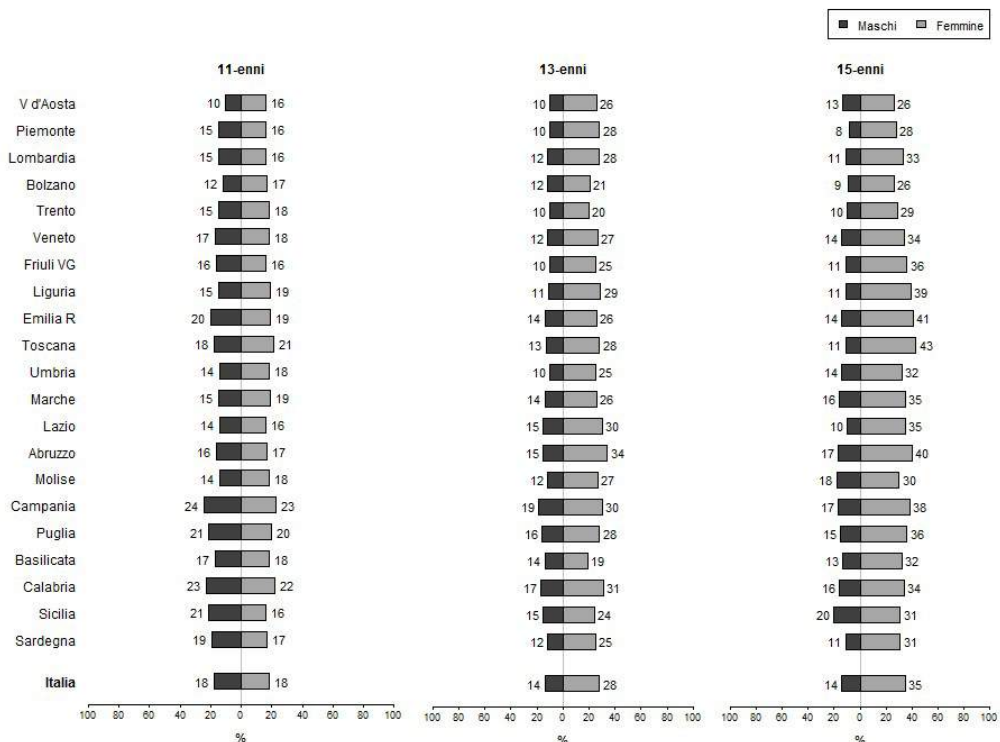 Maschi Femmine
11-enni 13-enni 15-enni
V d'Aosta 10 16 10 26 13 26
Piemonte 15 16 10 28 8 28
Lombardia 15 16 12 28 11 33
Bolzano 12 17 12 21 9 26
Trento 15 18 10 20 10 29
Veneto 17 18 12 27 14 34
Friuli VG 16 16 10 25 11 36
Liguria 15 19 11 29 11 39
Emilia R 20 19 14 26 14 41
Toscana 18 21 13 28 11 43
Umbria 14 18 10 25 14 32
Marche 15 19 14 26 16 35
Lazio 14 16 15 30 10 35
Abruzzo 16 17 15 34 17 40
Molise 14 18 12 27 18 30
Campania 24 23 19 30 17 38
Puglia 21 20 16 28 15 36
Basilicata 17 18 14 19 13 32
Calabria 23 22 17 31 16 34
Sicilia 21 16 15 24 20 31
Sardegna 19 17 12 25 11 31
Italia 18 18 14 28 14 35
100 80 60 40 20 0 20 40 60 80 100 100 80 60 40 20 0 20 40 60 80 100 100 80 60 40 20 0 20 40 60 80 100
% % %